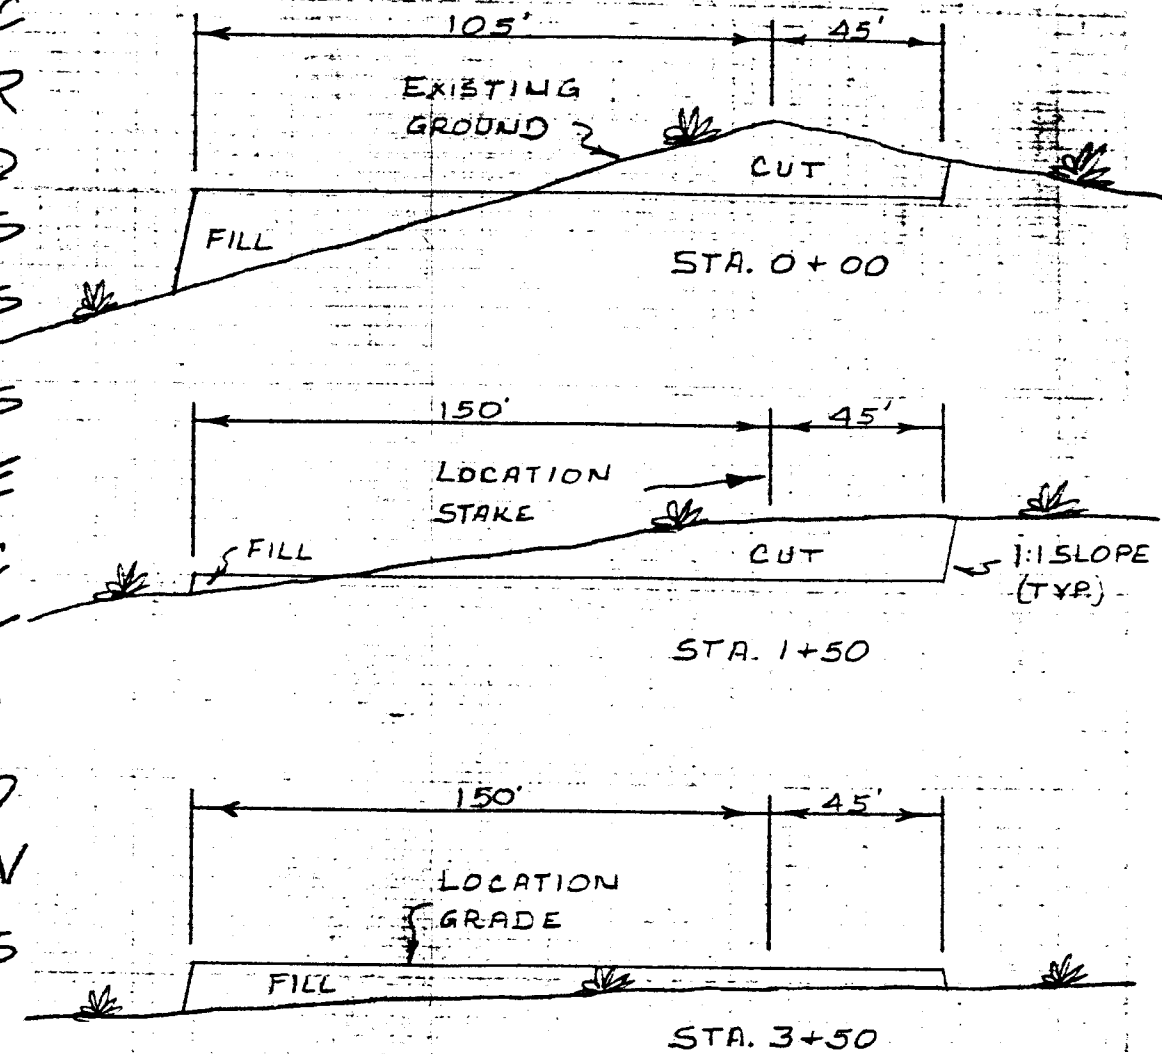 105' 45'
EXISTING
GROUND
CUT
FILL
STA. 0+00
150' 45'
LOCATION
STAKE
FILL
CUT
1:1 SLOPE
(TYP.)
STA. 1+50
150' 45'
LOCATION
GRADE
FILL
STA. 3+50